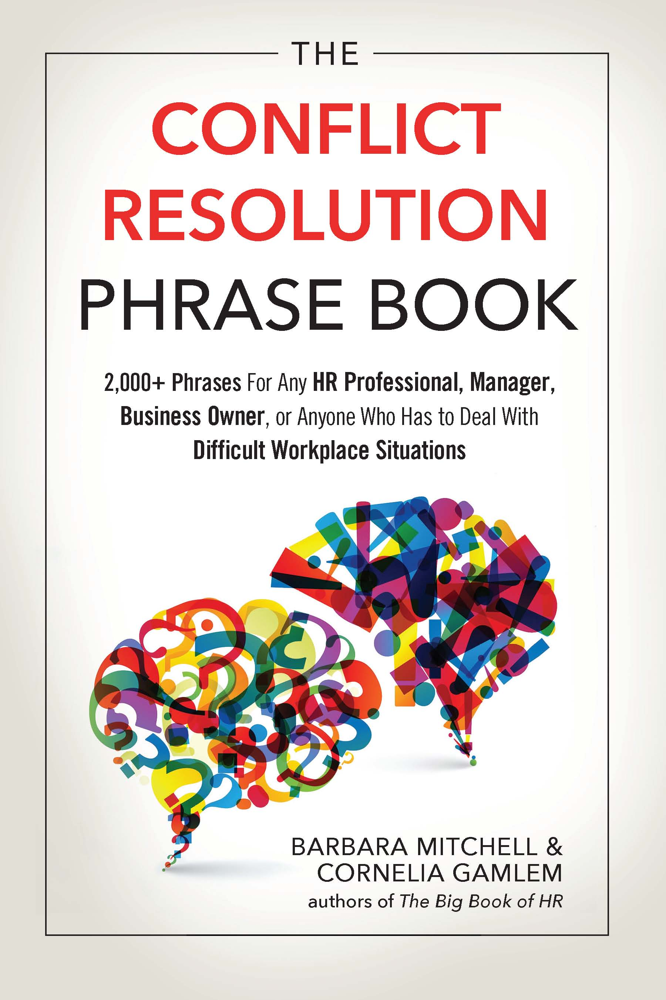 THE
CONFLICT
RESOLUTION
PHRASE BOOK
2,000+ Phrases For Any HR Professional, Manager,
Business Owner, or Anyone Who Has to Deal With
Difficult Workplace Situations
BARBARA MITCHELL &
CORNELIA GAMLEM
authors of The Big Book of HR